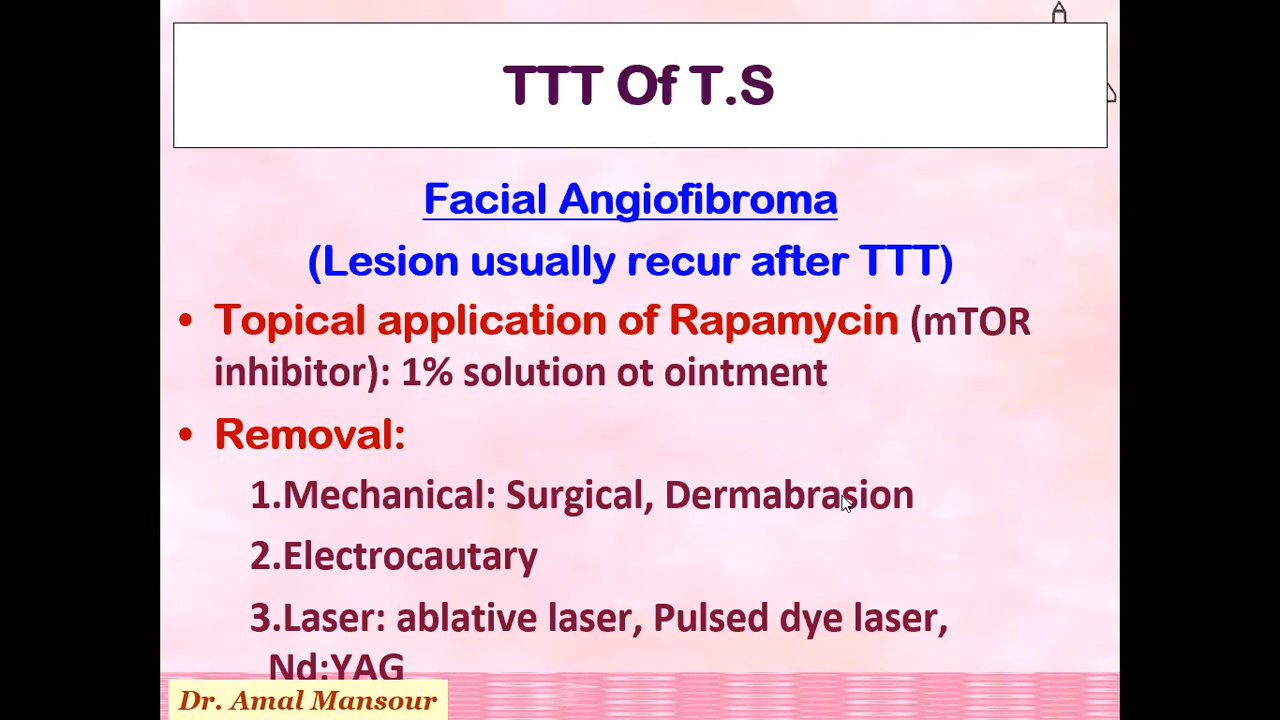 TTT Of T.S
Facial Angiofibroma
(Lesion usually recur after TTT)
• Topical application of Rapamycin (mTOR
inhibitor): 1% solution ot ointment
• Removal:
1.Mechanical: Surgical, Dermabrasion
2.Electrocautary
3.Laser: ablative laser, Pulsed dye laser,
Nd:YAG
Dr. Amal Mansour